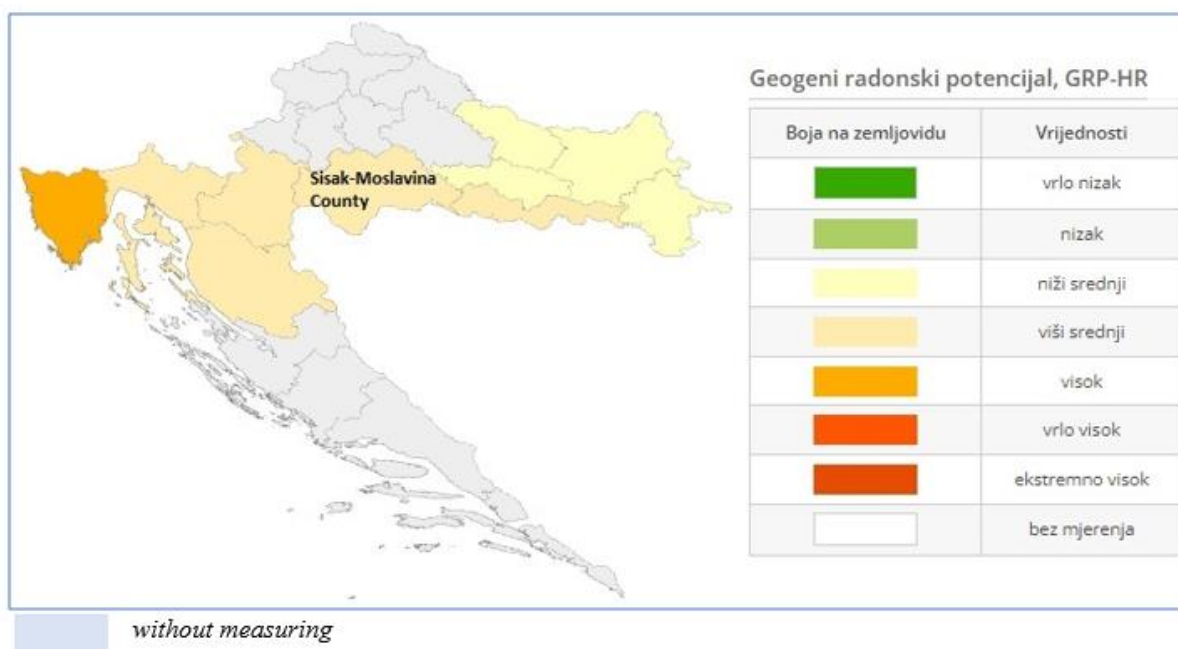 Sisak-Moslavina
County
Geogeni radonski potencijal, GRP-HR
Boja na zemljovidu Vrijednosti
vrlo nizak
nizak
niži srednji
viši srednji
visok
vrlo visok
ekstremno visok
bez mjerenja
without measuring